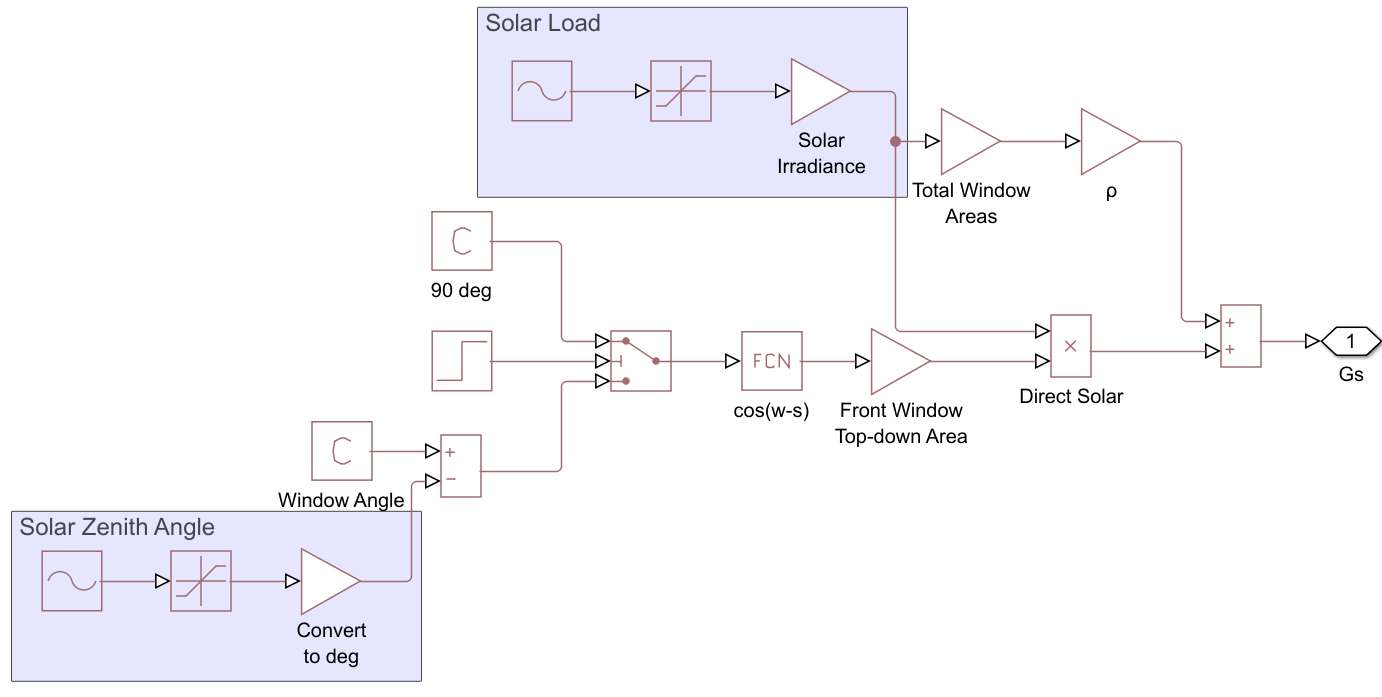 Solar Load
Solar
Irradiance
Total Window
Areas
ρ
C
90 deg
+
+
1
Gs
×
Direct Solar
FCN
cos(w-s)
Front Window
Top-down Area
C
Window Angle
+
−
Solar Zenith Angle
Convert
to deg